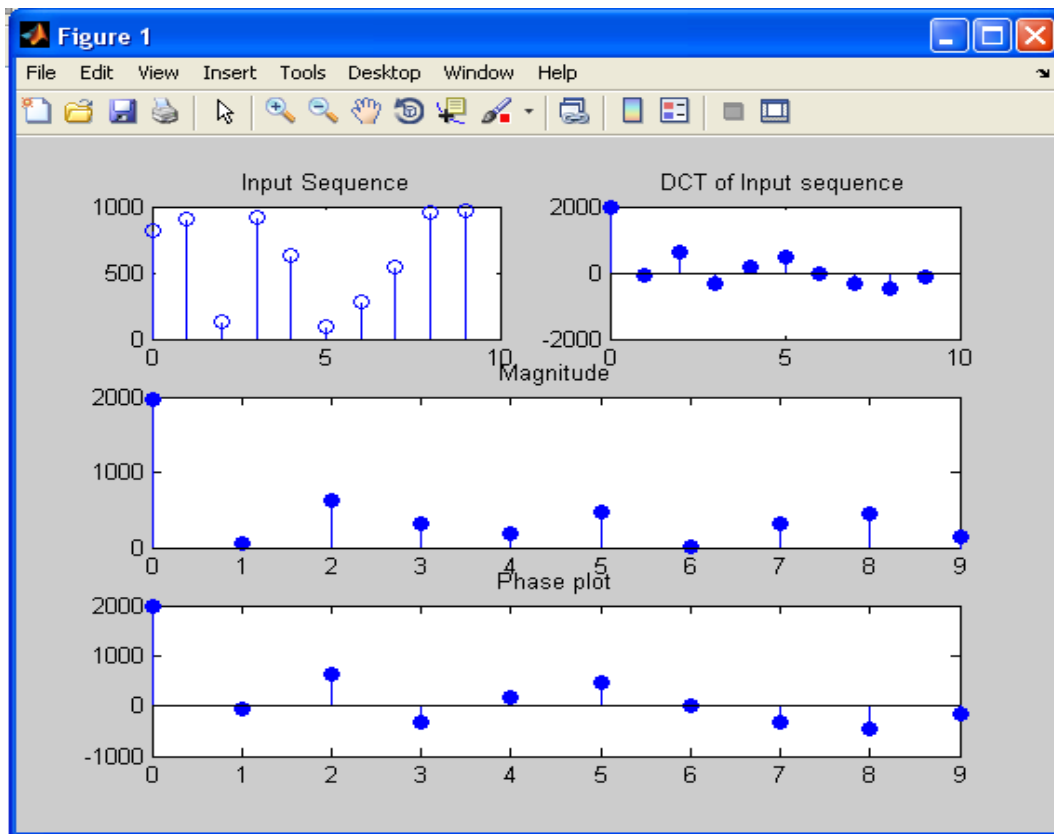 Figure 1
File Edit View Insert Tools Desktop Window Help
Input Sequence
1000
500
0
0 5 10
DCT of Input sequence
2000
0
-2000
0 5 10
Magnitude
2000
1000
0
0 1 2 3 4 5 6 7 8 9
Phase plot
2000
1000
0
-1000
0 1 2 3 4 5 6 7 8 9